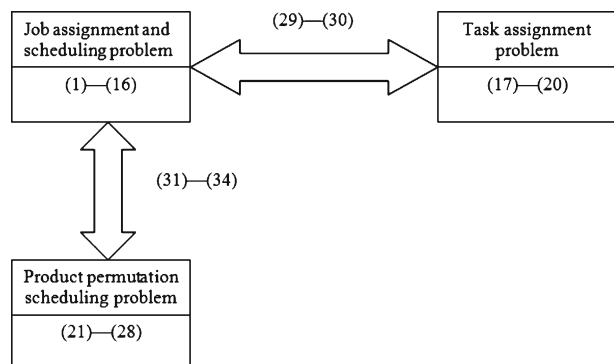 Job assignment and
scheduling problem
(1)—(16)
(29)—(30)
Task assignment
problem
(17)—(20)
(31)—(34)
Product permutation
scheduling problem
(21)—(28)